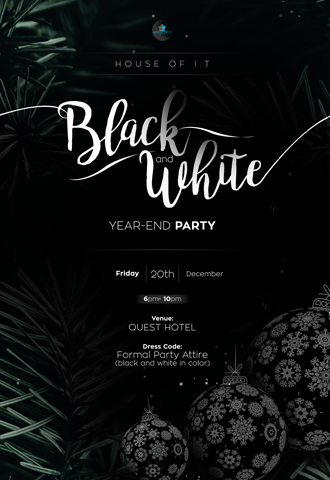 HOUSE OF I.T
Black
and
White
YEAR-END PARTY
Friday 20th December
6pm- 10pm
Venue:
QUEST HOTEL
Dress Code:
Formal Party Attire
(black and white in color)